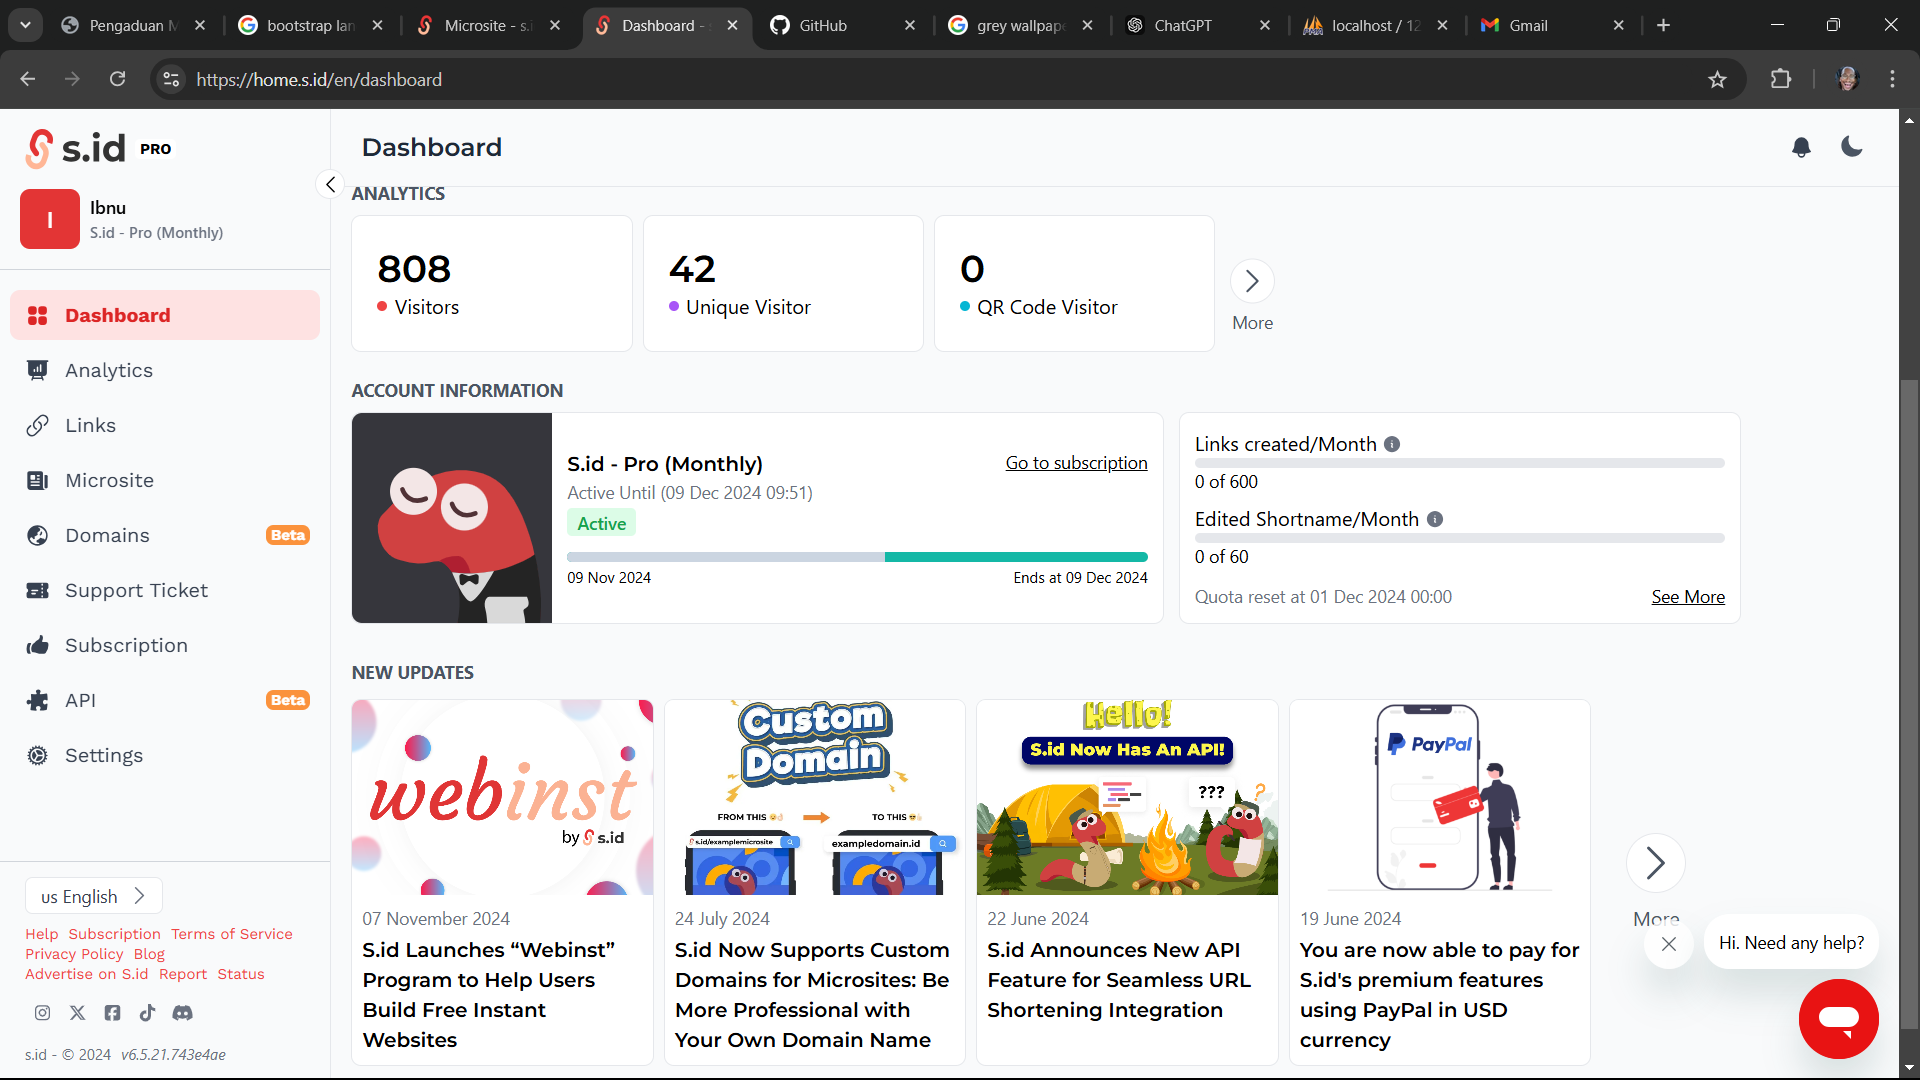 Pengaduan M
bootstrap lan
Microsite - s.i
Dashboard -
GitHub
grey wallpape
ChatGPT
localhost / 12
Gmail
https://home.s.id/en/dashboard
s.id PRO
I
Ibnu
S.id - Pro (Monthly)
Dashboard
Analytics
Links
Microsite
Domains Beta
Support Ticket
Subscription
API Beta
Settings
us English
Help Subscription Terms of Service
Privacy Policy Blog
Advertise on S.id Report Status
s.id - © 2024 v6.5.21.743e4ae
Dashboard
ANALYTICS
808
Visitors
42
Unique Visitor
0
QR Code Visitor
More
ACCOUNT INFORMATION
S.id - Pro (Monthly)
Go to subscription
Active Until (09 Dec 2024 09:51)
Active
09 Nov 2024
Ends at 09 Dec 2024
Links created/Month
0 of 600
Edited Shortname/Month
0 of 60
Quota reset at 01 Dec 2024 00:00
See More
NEW UPDATES
webinst
by s.id
07 November 2024
S.id Launches “Webinst”
Program to Help Users
Build Free Instant
Websites
Custom
Domain
FROM THIS
TO THIS
s.id/examplemicrosite
exampledomain.id
24 July 2024
S.id Now Supports Custom
Domains for Microsites: Be
More Professional with
Your Own Domain Name
Hello!
S.id Now Has An API!
???
?
22 June 2024
S.id Announces New API
Feature for Seamless URL
Shortening Integration
PayPal
19 June 2024
You are now able to pay for
S.id's premium features
using PayPal in USD
currency
More
Hi. Need any help?